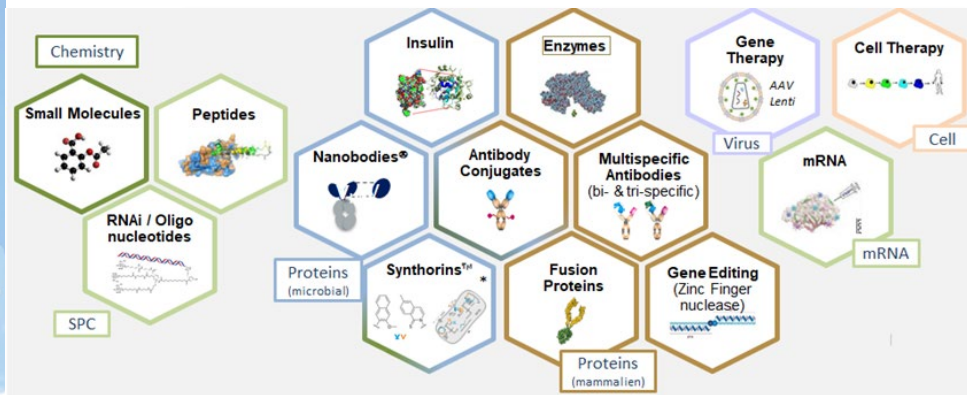 Chemistry
Small Molecules
Peptides
RNAi / Oligo
nucleotides
SPC
Insulin
Enzymes
Nanobodies®
Antibody
Conjugates
Multispecific
Antibodies
(bi- & tri-specific)
Proteins
(microbial)
Synthorins™
*
X Y
Fusion
Proteins
Gene Editing
(Zinc Finger
nuclease)
Proteins
(mammalien)
Gene
Therapy
AAV
Lenti
Virus
Cell Therapy
Cell
mRNA
mRNA